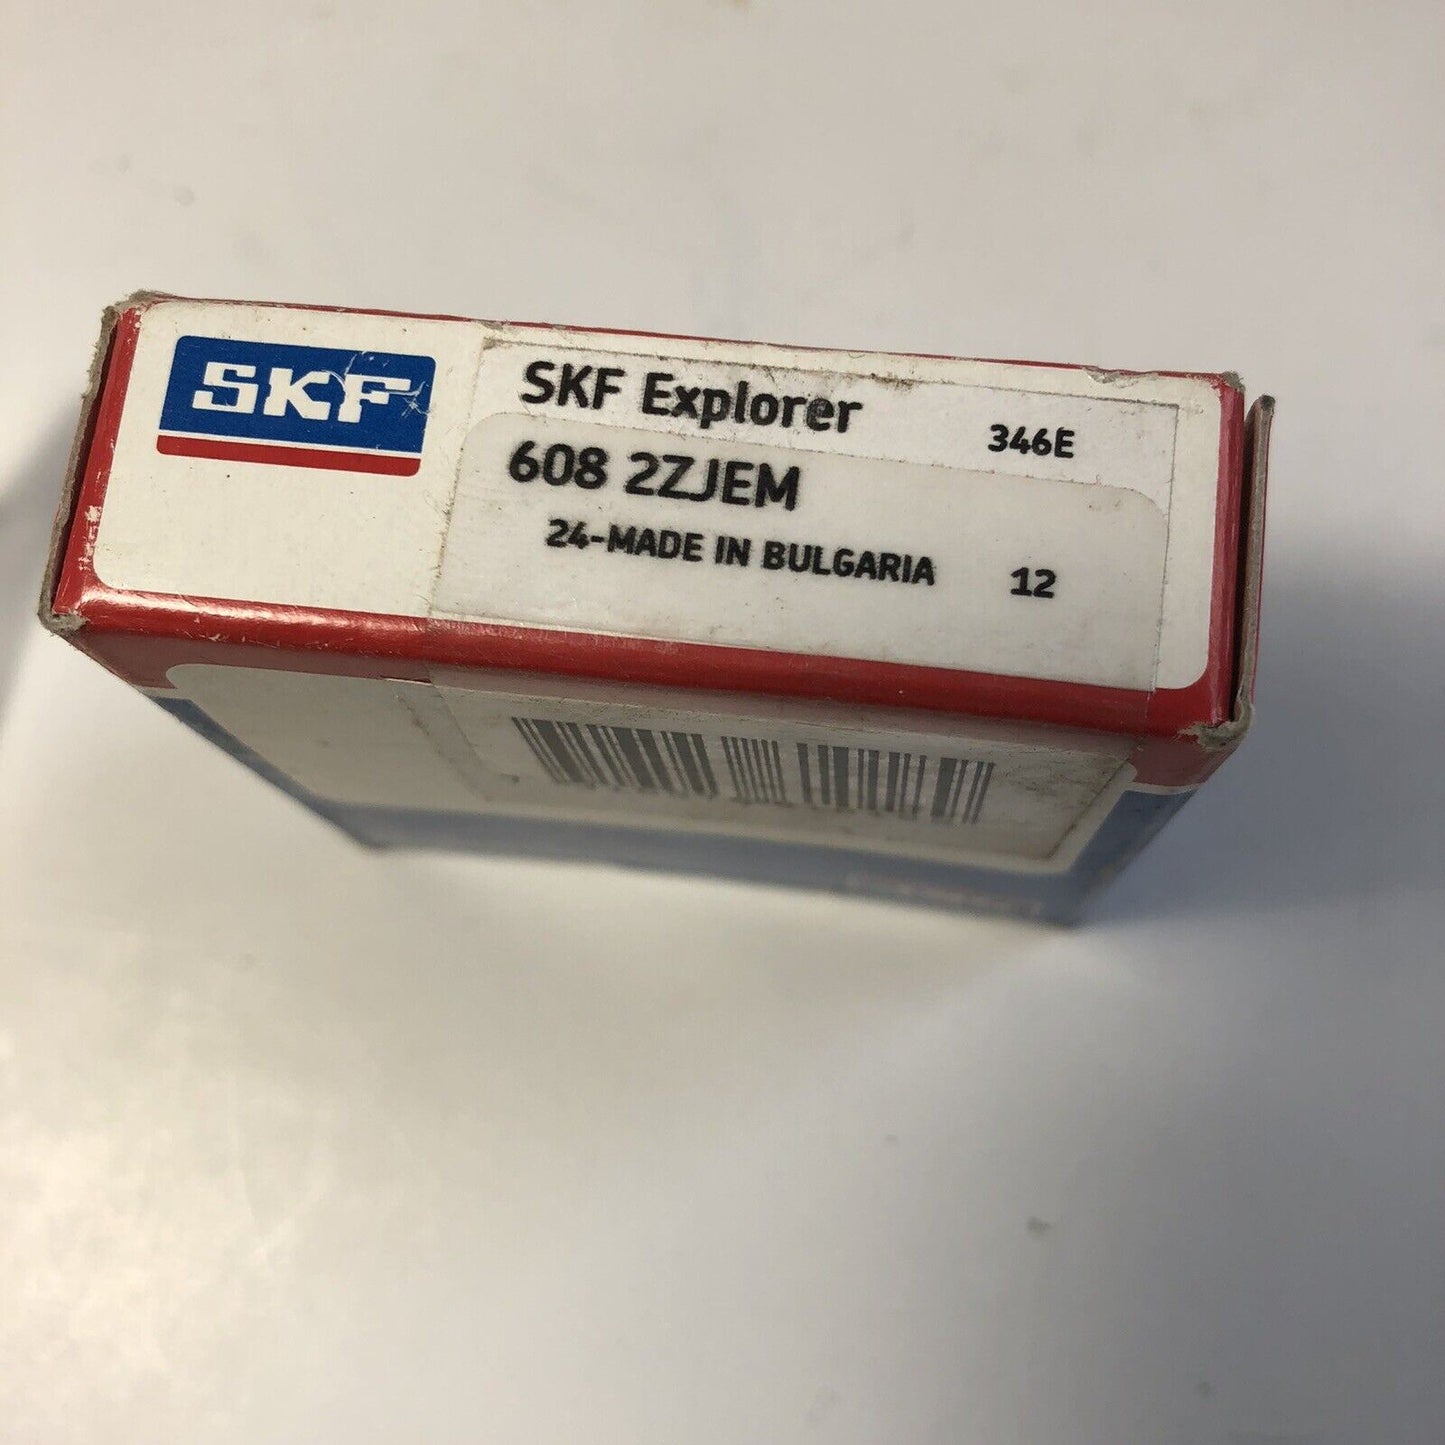 SKF
SKF Explorer
346E
608 2ZJEM
24-MADE IN BULGARIA 12